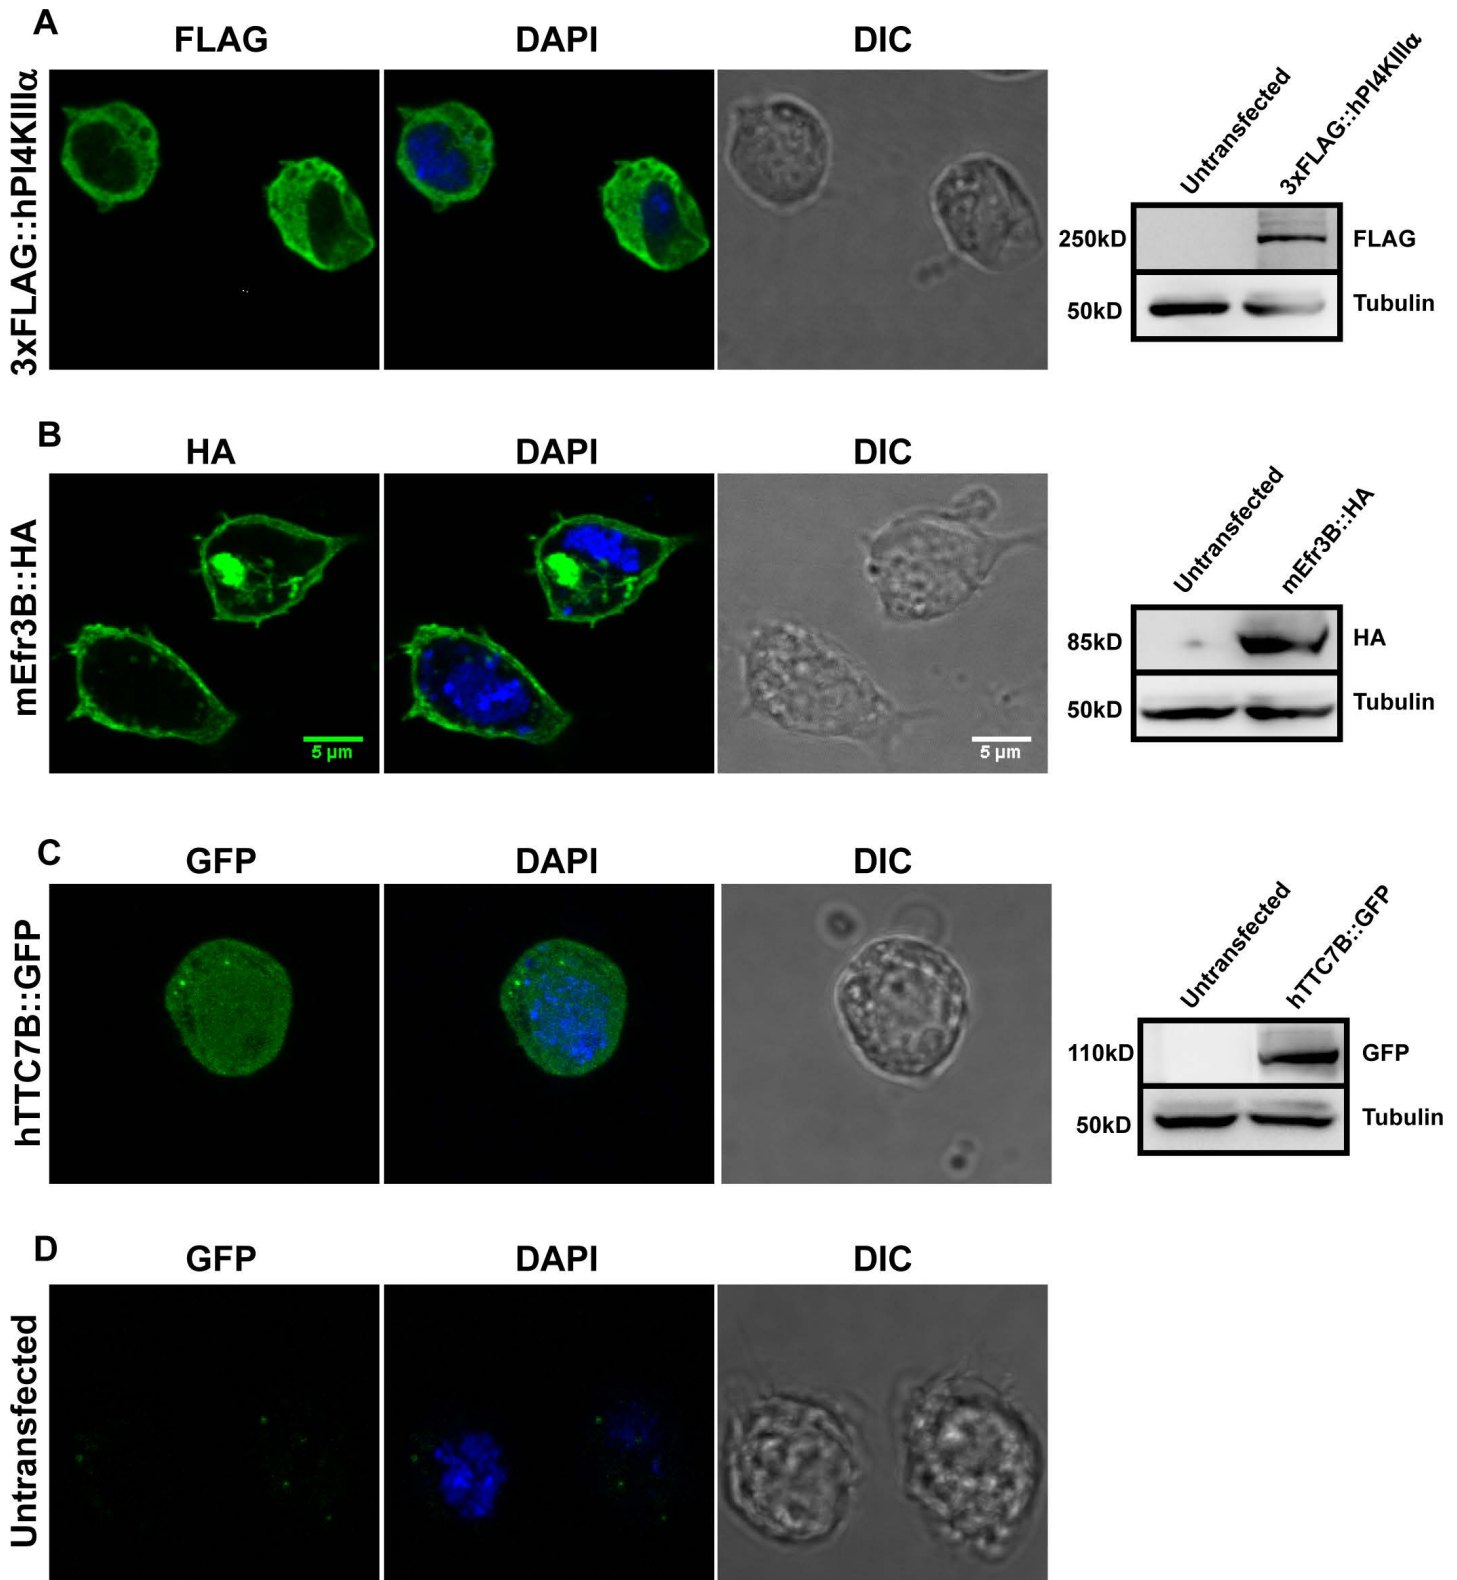 A
FLAG
DAPI
DIC
3xFLAG::hPI4KIIIα
Untransfected
3xFLAG::hPI4KIIIα
250kD
FLAG
50kD
Tubulin
B
HA
DAPI
DIC
mEfr3B::HA
5 µm
5 µm
Untransfected
mEfr3B::HA
85kD
HA
50kD
Tubulin
C
GFP
DAPI
DIC
hTTC7B::GFP
Untransfected
hTTC7B::GFP
110kD
GFP
50kD
Tubulin
D
GFP
DAPI
DIC
Untransfected